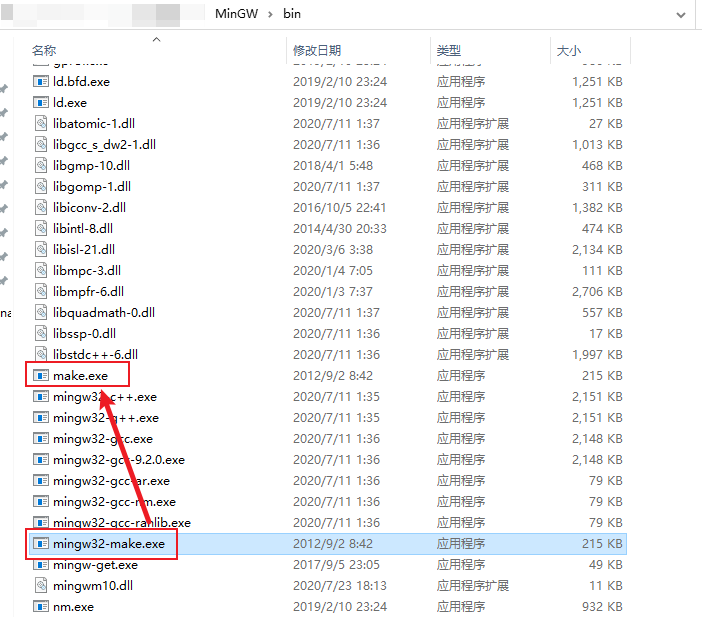 MinGW › bin
名称 修改日期 类型 大小
ld.bfd.exe 2019/2/10 23:24 应用程序 1,251 KB
ld.exe 2019/2/10 23:24 应用程序 1,251 KB
libatomic-1.dll 2020/7/11 1:37 应用程序扩展 27 KB
libgcc_s_dw2-1.dll 2020/7/11 1:36 应用程序扩展 1,013 KB
libgmp-10.dll 2018/4/1 5:48 应用程序扩展 468 KB
libgomp-1.dll 2020/7/11 1:37 应用程序扩展 311 KB
libiconv-2.dll 2016/10/5 22:41 应用程序扩展 1,382 KB
libintl-8.dll 2014/4/30 20:33 应用程序扩展 474 KB
libisl-21.dll 2020/3/6 3:38 应用程序扩展 2,134 KB
libmpc-3.dll 2020/1/4 7:05 应用程序扩展 111 KB
libmpfr-6.dll 2020/1/3 7:37 应用程序扩展 2,706 KB
libquadmath-0.dll 2020/7/11 1:37 应用程序扩展 557 KB
libssp-0.dll 2020/7/11 1:36 应用程序扩展 17 KB
libstdc++-6.dll 2020/7/11 1:36 应用程序扩展 1,997 KB
make.exe 2012/9/2 8:42 应用程序 215 KB
mingw32-c++.exe 2020/7/11 1:35 应用程序 2,151 KB
mingw32-g++.exe 2020/7/11 1:35 应用程序 2,151 KB
mingw32-gcc.exe 2020/7/11 1:36 应用程序 2,148 KB
mingw32-gcc-9.2.0.exe 2020/7/11 1:36 应用程序 2,148 KB
mingw32-gcc-ar.exe 2020/7/11 1:36 应用程序 79 KB
mingw32-gcc-nm.exe 2020/7/11 1:36 应用程序 79 KB
mingw32-gcc-ranlib.exe 2020/7/11 1:36 应用程序 79 KB
mingw32-make.exe 2012/9/2 8:42 应用程序 215 KB
mingw-get.exe 2017/9/5 23:05 应用程序 49 KB
mingwm10.dll 2020/7/23 18:13 应用程序扩展 11 KB
nm.exe 2019/2/10 23:24 应用程序 932 KB